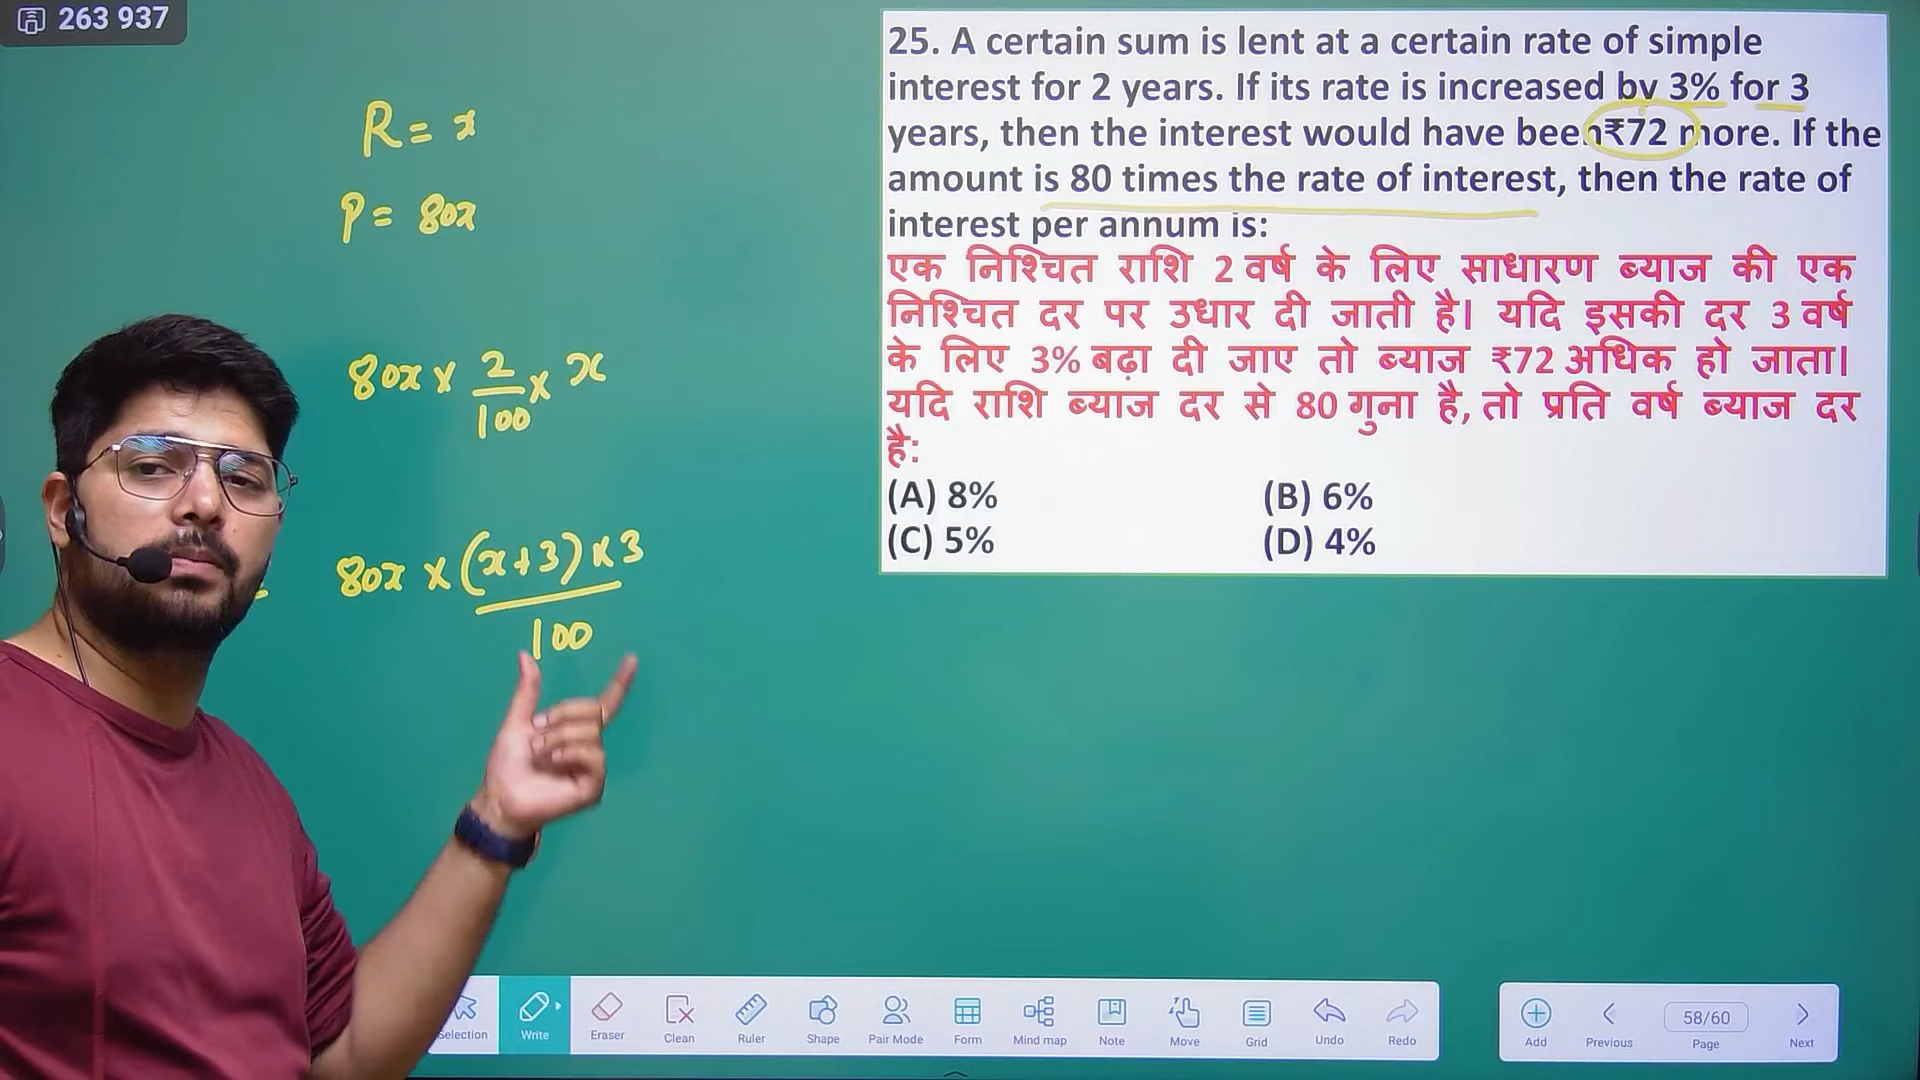 263 937
R = x
P = 80x
80x × 2/100 × x
80x × (x+3) × 3
100
25. A certain sum is lent at a certain rate of simple
interest for 2 years. If its rate is increased by 3% for 3
years, then the interest would have been ₹72 more. If the
amount is 80 times the rate of interest, then the rate of
interest per annum is:
एक निश्चित राशि 2 वर्ष के लिए साधारण ब्याज की एक
निश्चित दर पर उधार दी जाती है। यदि इसकी दर 3 वर्ष
के लिए 3% बढ़ा दी जाए तो ब्याज ₹72 अधिक हो जाता।
यदि राशि ब्याज दर से 80 गुना है, तो प्रति वर्ष ब्याज दर
है:
(A) 8% (B) 6%
(C) 5% (D) 4%
Selection Write Eraser Clean Ruler Shape Pair Mode Form Mind map Note Move Grid Undo Redo
58/60
Add Previous Page Next